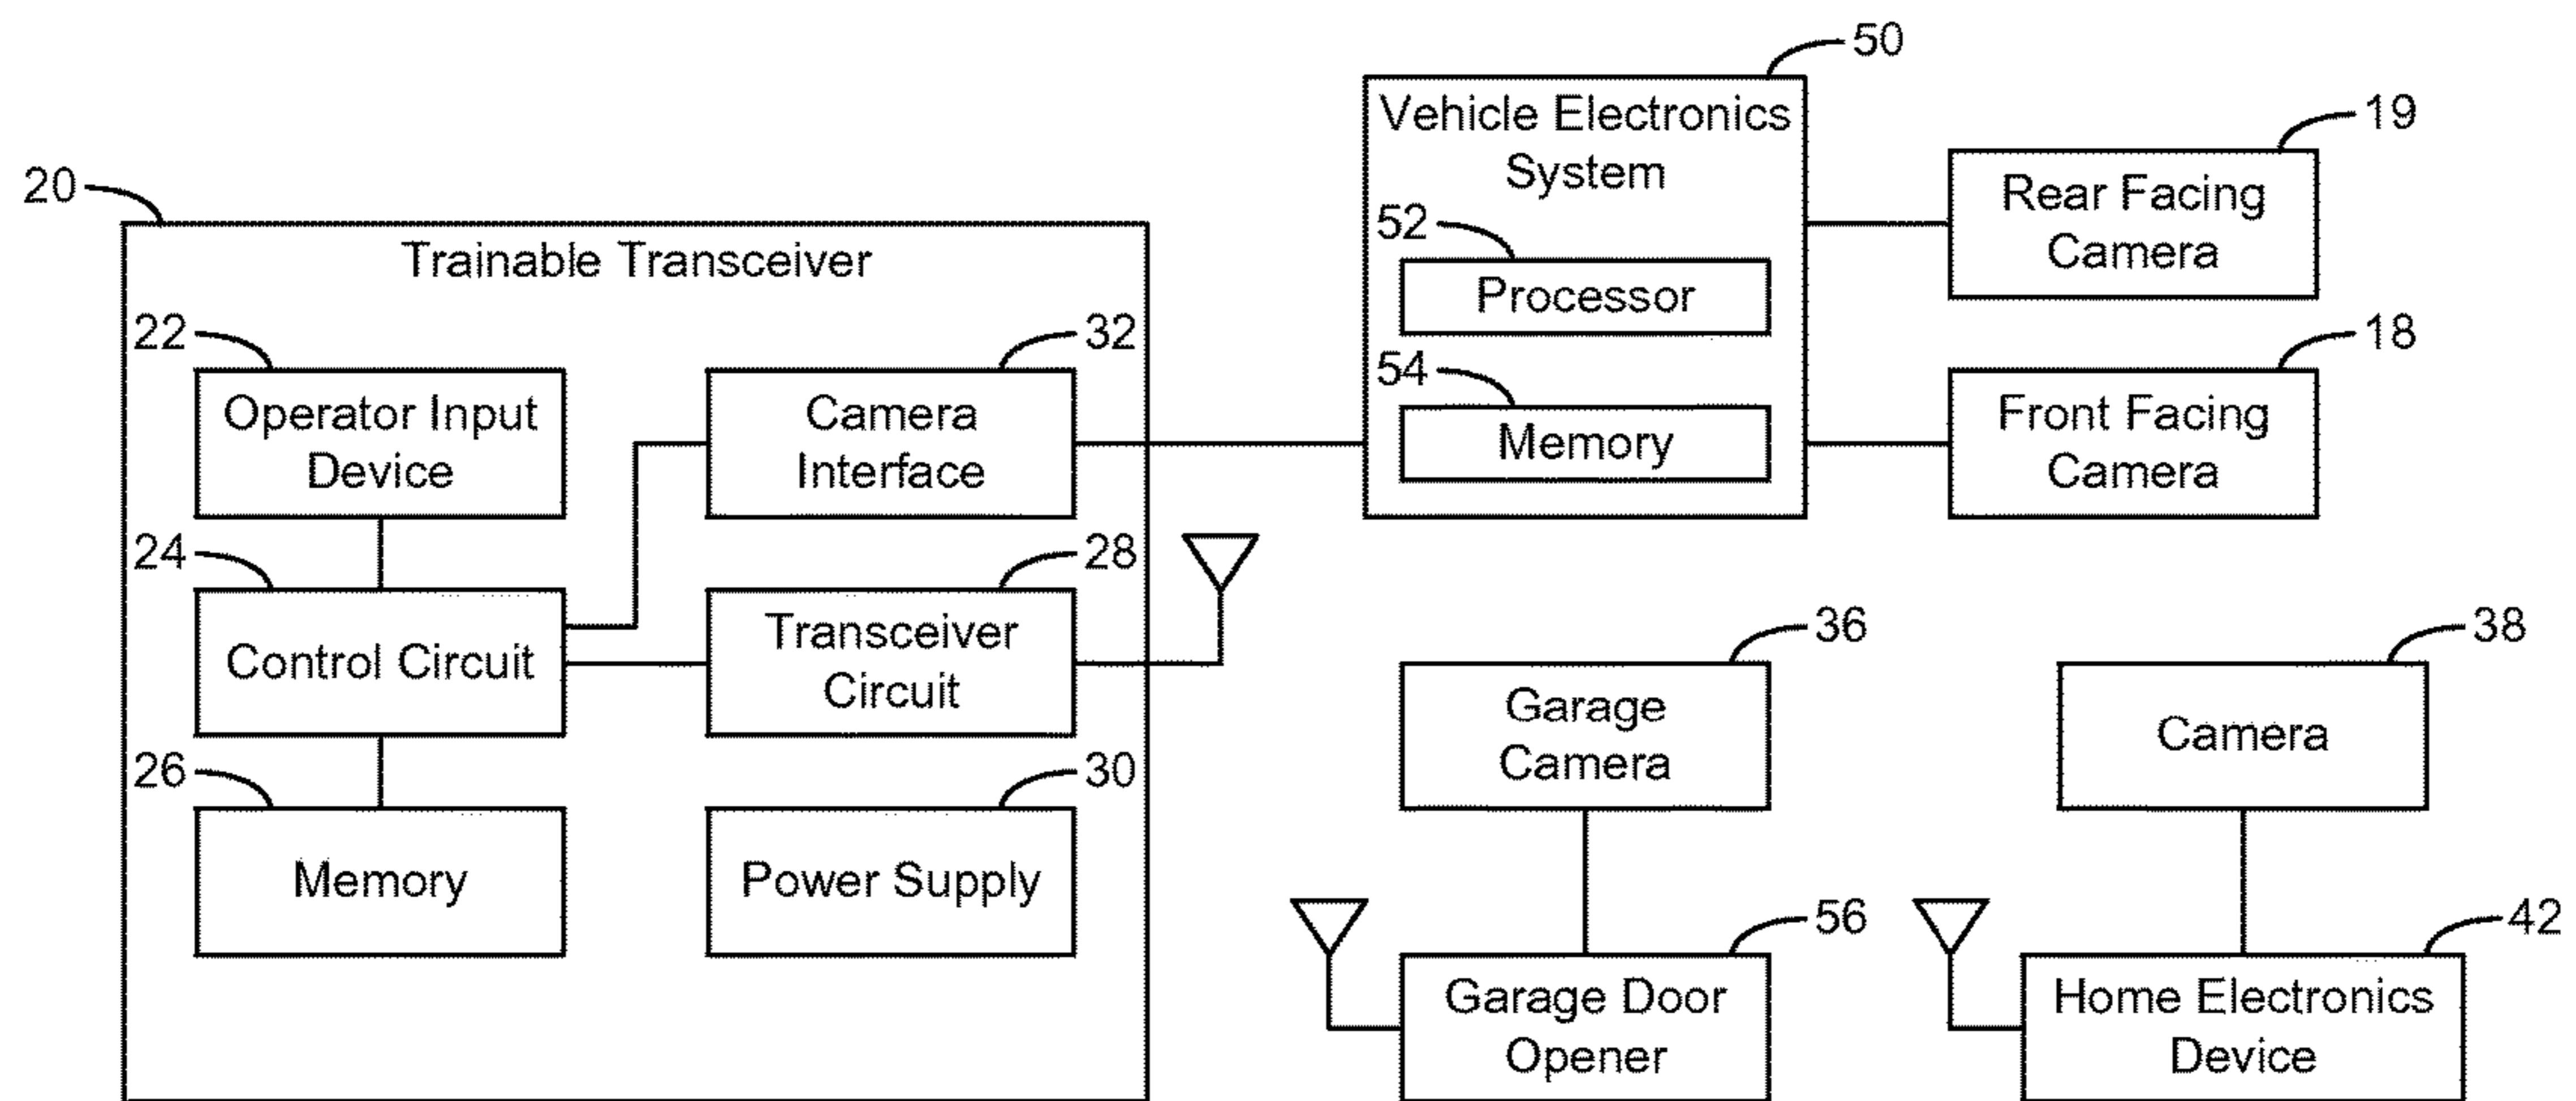 50
Vehicle Electronics
System
19
Rear Facing
Camera
20
Trainable Transceiver
52
Processor
22
Operator Input
Device
32
Camera
Interface
54
Memory
18
Front Facing
Camera
24
Control Circuit
28
Transceiver
Circuit
36
Garage
Camera
38
Camera
26
Memory
30
Power Supply
56
Garage Door
Opener
42
Home Electronics
Device